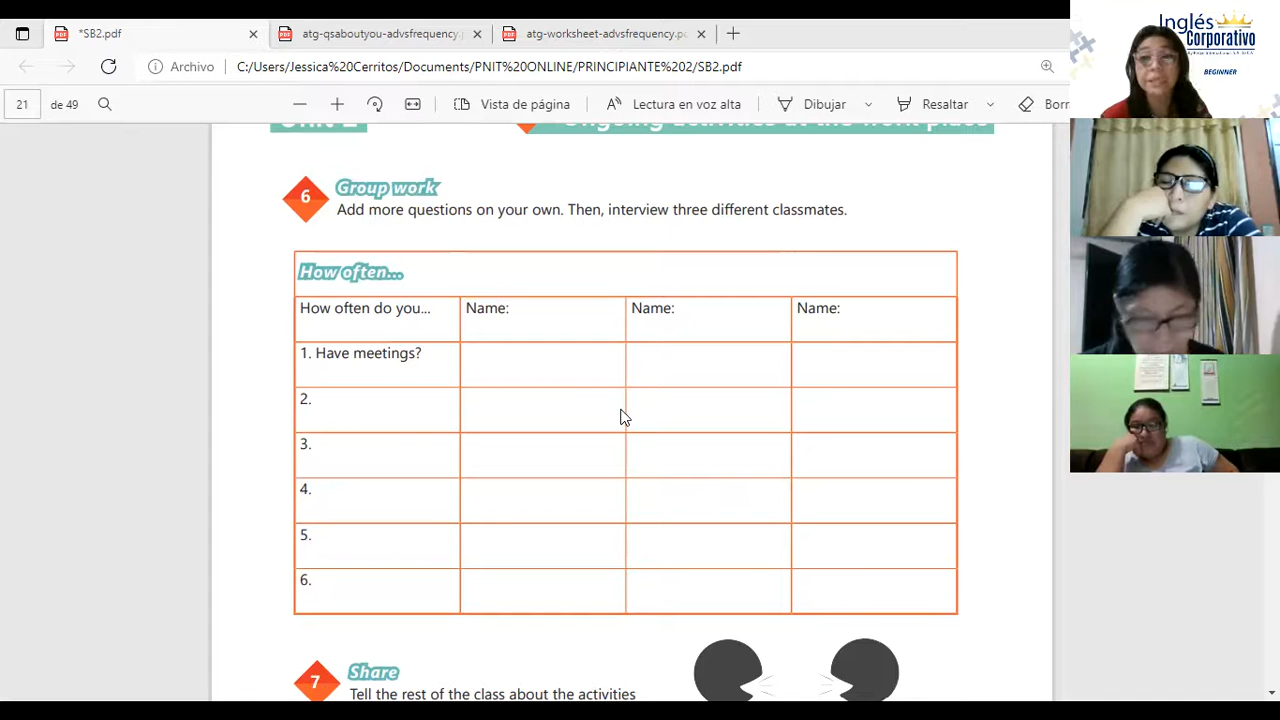 *SB2.pdf
atg-qsaboutyou-advsfrequency.p
atg-worksheet-advsfrequency.pd
Archivo
C:/Users/Jessica%20Cerritos/Documents/PNIT%20ONLINE/PRINCIPIANTE%202/SB2.pdf
21
de 49
Vista de página
Lectura en voz alta
Dibujar
Resaltar
Borr
Inglés
Corporativo
BEGINNER
6
Group work
Add more questions on your own. Then, interview three different classmates.
How often...
How often do you...
Name:
Name:
Name:
1. Have meetings?
2.
3.
4.
5.
6.
7
Share
Tell the rest of the class about the activities